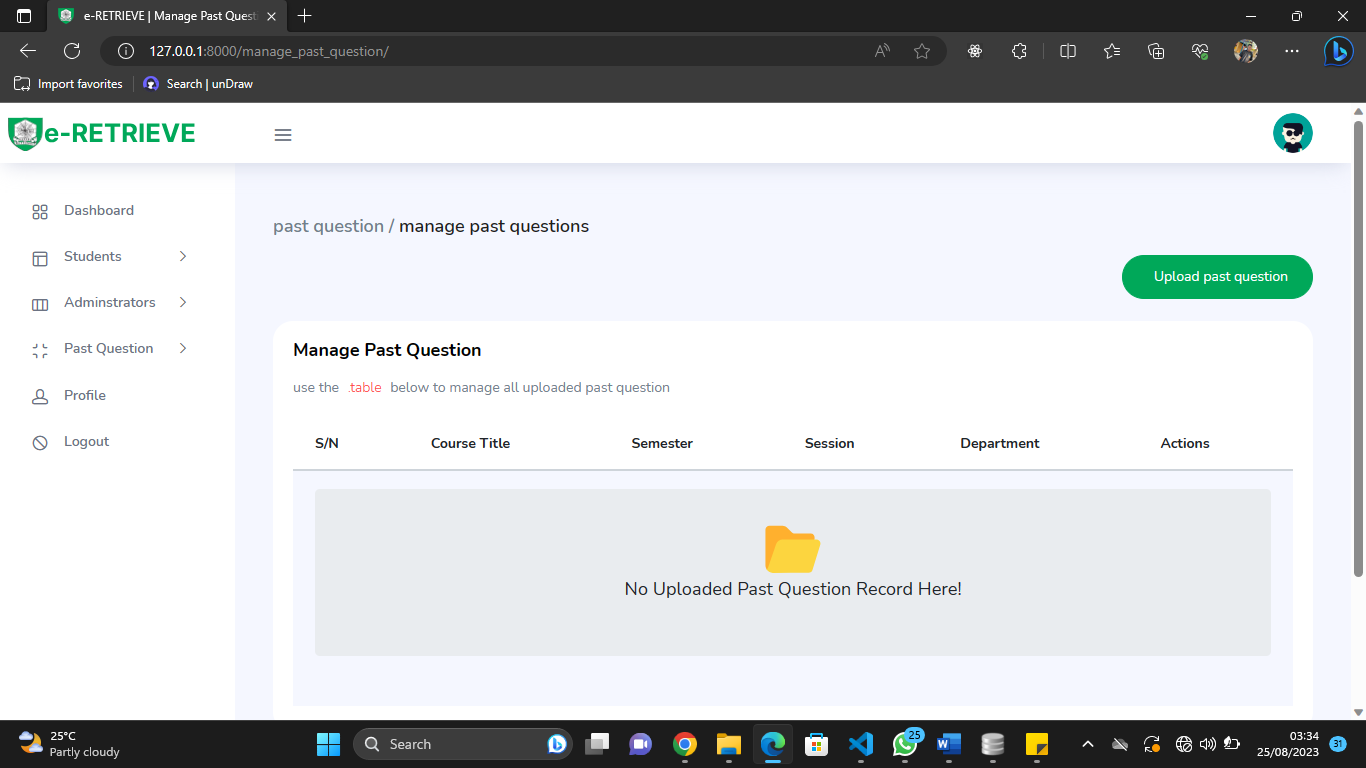 e-RETRIEVE | Manage Past Quest
127.0.0.1:8000/manage_past_question/
Import favorites
Search | unDraw
e-RETRIEVE
Dashboard
Students
Adminstrators
Past Question
Profile
Logout
past question / manage past questions
Upload past question
Manage Past Question
use the .table below to manage all uploaded past question
S/N Course Title Semester Session Department Actions
No Uploaded Past Question Record Here!
25°C
Partly cloudy
Search
25
03:34
25/08/2023
31